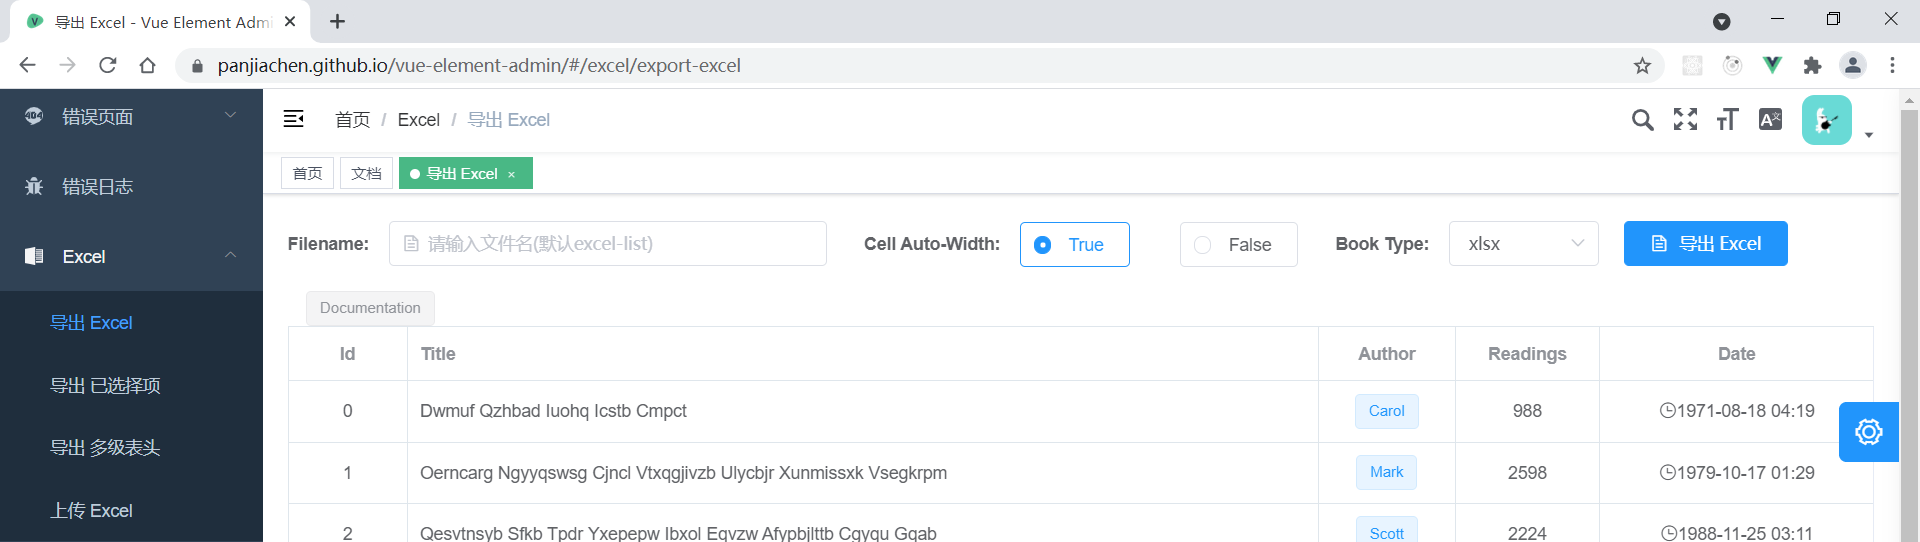 导出 Excel - Vue Element Admi
panjiachen.github.io/vue-element-admin/#/excel/export-excel
404 错误页面
首页 / Excel / 导出 Excel
首页 文档 导出 Excel ×
错误日志
Filename: 请输入文件名(默认excel-list) Cell Auto-Width: True False Book Type: xlsx 导出 Excel
Excel
Documentation
导出 Excel
导出 已选择项
导出 多级表头
上传 Excel
Id Title Author Readings Date
0 Dwmuf Qzhbad Iuohq Icstb Cmpct Carol 988 1971-08-18 04:19
1 Oerncarg Ngyyqswsg Cjncl Vtxqgjivzb Ulycbjr Xunmissxk Vsegkrpm Mark 2598 1979-10-17 01:29
2 Qesvtnsyb Sfkb Tpdr Yxepepw Ibxol Eqvzw Afypbjlttb Cgyqu Gqab Scott 2224 1988-11-25 03:11